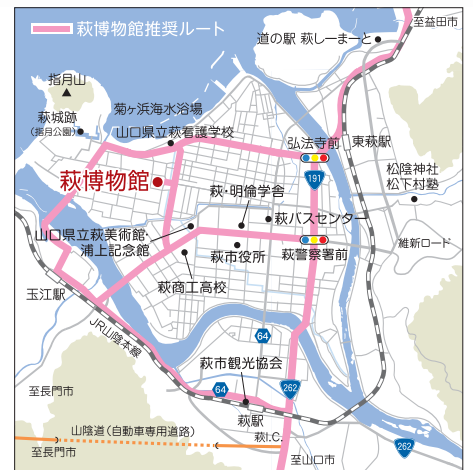 萩博物館推奨ルート
至益田市
道の駅 萩しーまーと
指月山
萩城跡
（指月公園）
菊ヶ浜海水浴場
山口県立萩看護学校
弘法寺前
東萩駅
191
松陰神社
松下村塾
萩博物館
萩・明倫学舎
萩バスセンター
山口県立萩美術館・
浦上記念館
萩市役所
萩警察署前
維新ロード
萩商工高校
玉江駅
JR山陰本線
64
萩市観光協会
64
262
至長門市
萩駅
山陰道（自動車専用道路）
萩I.C.
至長門市
至山口市
262